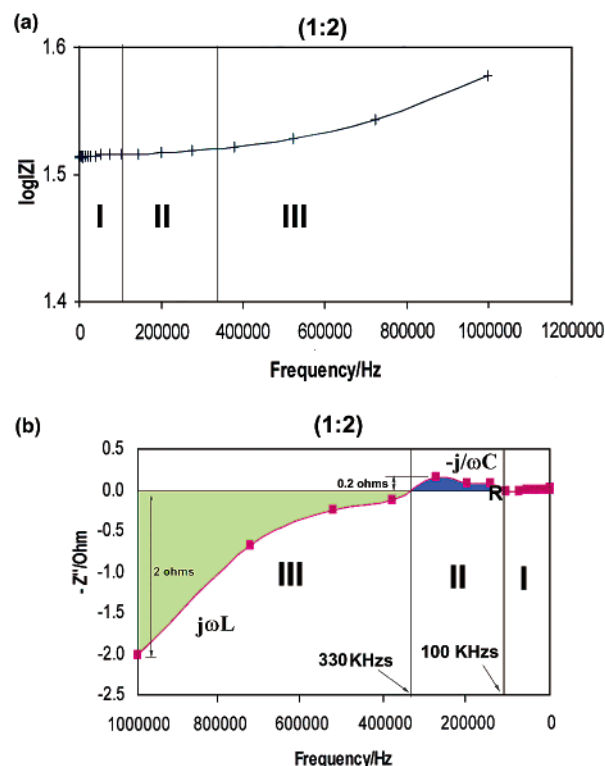 (a)
(1:2)
1.6
1.5
1.4
logIZI
I II III
0 200000 400000 600000 800000 1000000 1200000
Frequency/Hz
(b)
(1:2)
0.5
0.0
-0.5
-1.0
-1.5
-2.0
-2.5
- Z"/Ohm
0.2 ohms
-j/ωC
R
2 ohms
III II I
jωL
330KHzs
100 KHzs
1000000 800000 600000 400000 200000 0
Frequency/Hz